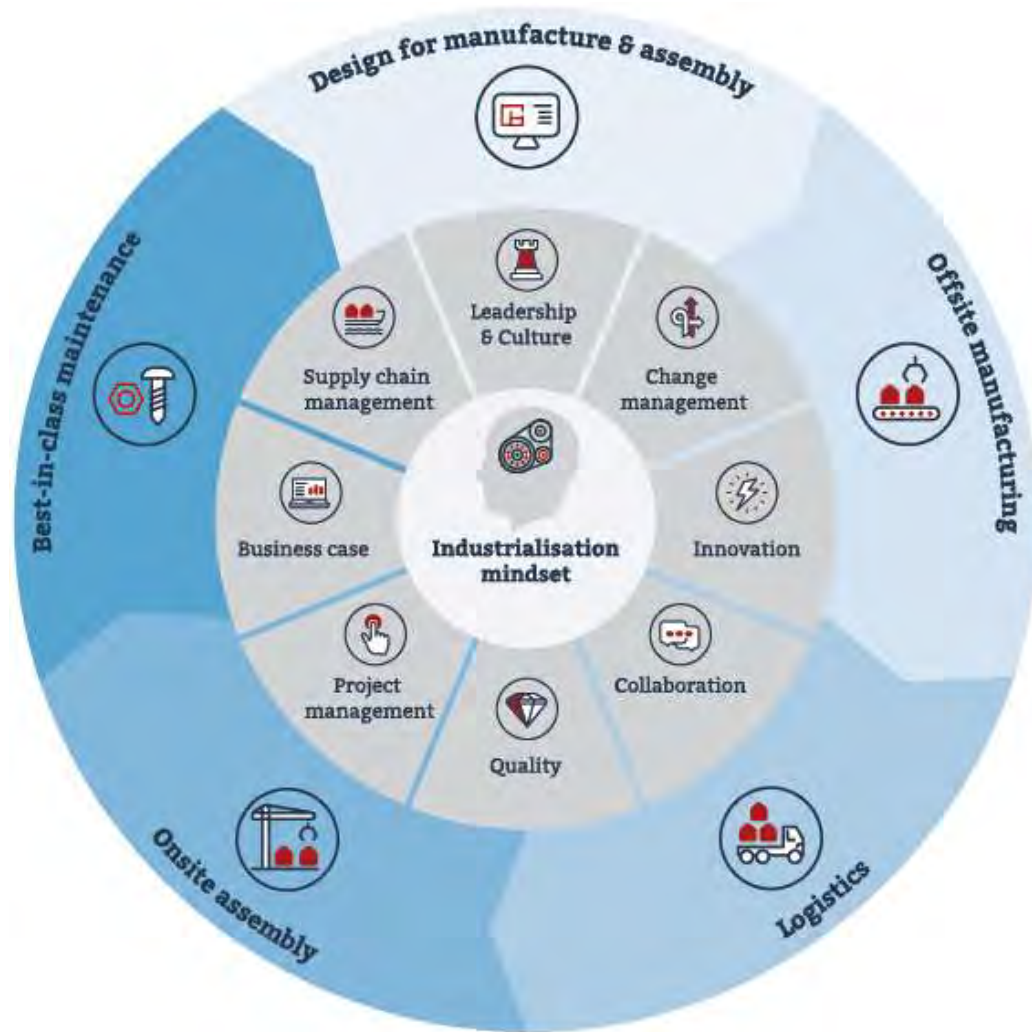 Design for manufacture & assembly
Offsite manufacturing
Logistics
Onsite assembly
Best-in-class maintenance
Leadership
& Culture
Change
management
Innovation
Collaboration
Quality
Project
management
Business case
Supply chain
management
Industrialisation
mindset